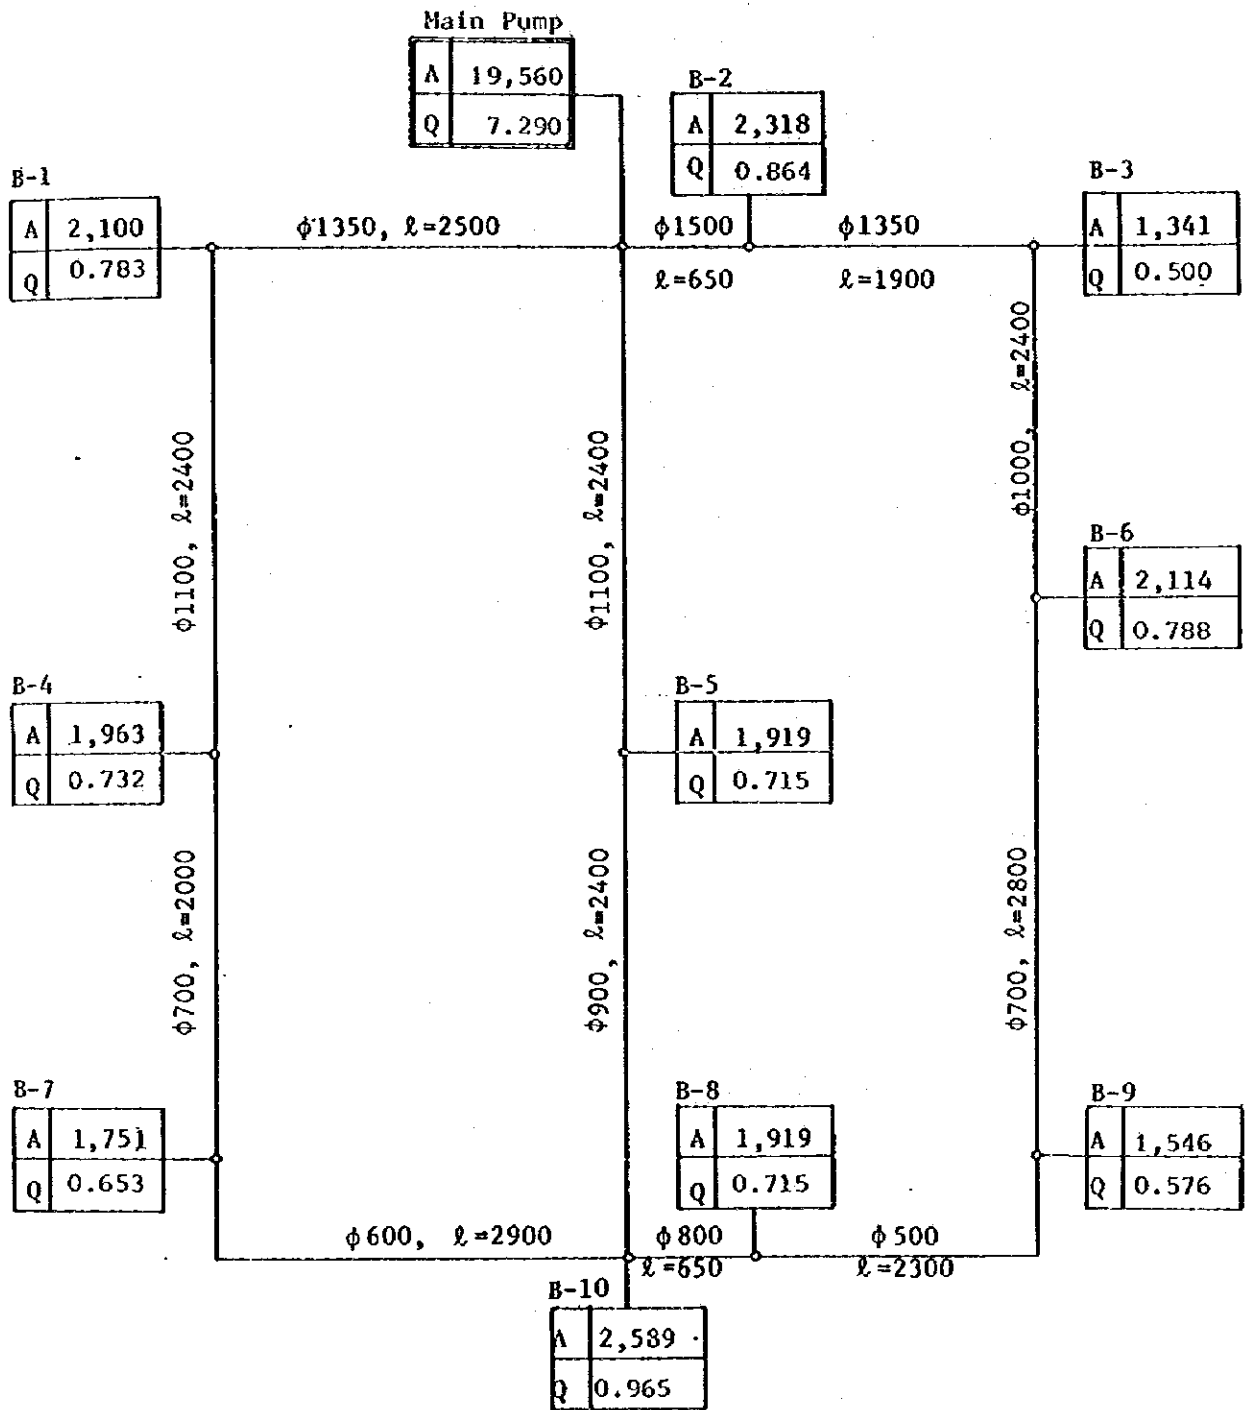 Main Pump
A 19,560
Q 7.290
B-2
A 2,318
Q 0.864
B-1
A 2,100
Q 0.783
B-3
A 1,341
Q 0.500
φ1350, ℓ=2500
φ1500
ℓ=650
φ1350
ℓ=1900
φ1100, ℓ=2400
φ1100, ℓ=2400
φ1000, ℓ=2400
B-6
A 2,114
Q 0.788
B-4
A 1,963
Q 0.732
B-5
A 1,919
Q 0.715
φ700, ℓ=2000
φ900, ℓ=2400
φ700, ℓ=2800
B-7
A 1,751
Q 0.653
B-8
A 1,919
Q 0.715
B-9
A 1,546
Q 0.576
φ600, ℓ=2900
φ800
ℓ=650
φ500
ℓ=2300
B-10
A 2,589
Q 0.965